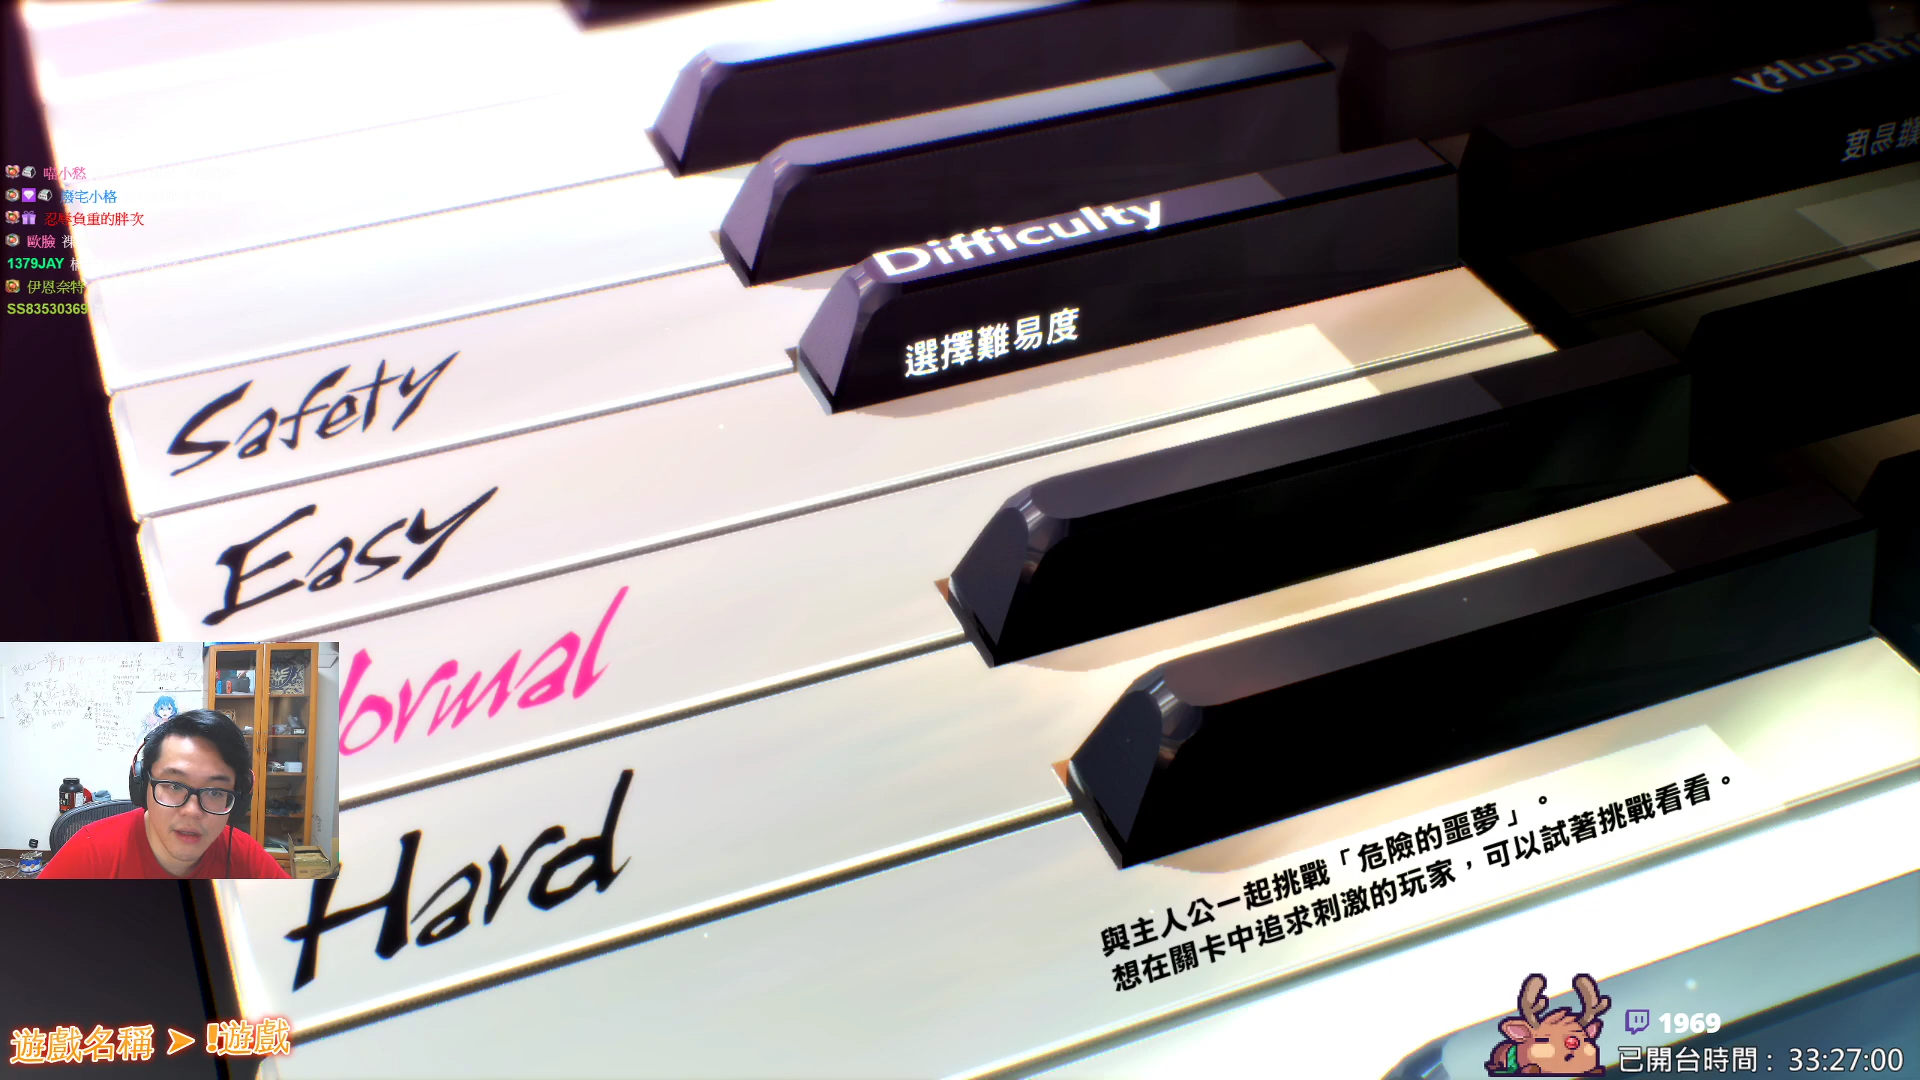 Difficulty
選擇難易度
喵小愁
廢宅小格
忍辱負重的胖次
歐臉 裸
1379JAY
伊恩奈特
SS83530369
Safety
Easy
Normal
Hard
與主人公一起挑戰「危險的噩夢」。
想在關卡中追求刺激的玩家，可以試著挑戰看看。
遊戲名稱 ➤ !遊戲
1969
已開台時間： 33:27:00